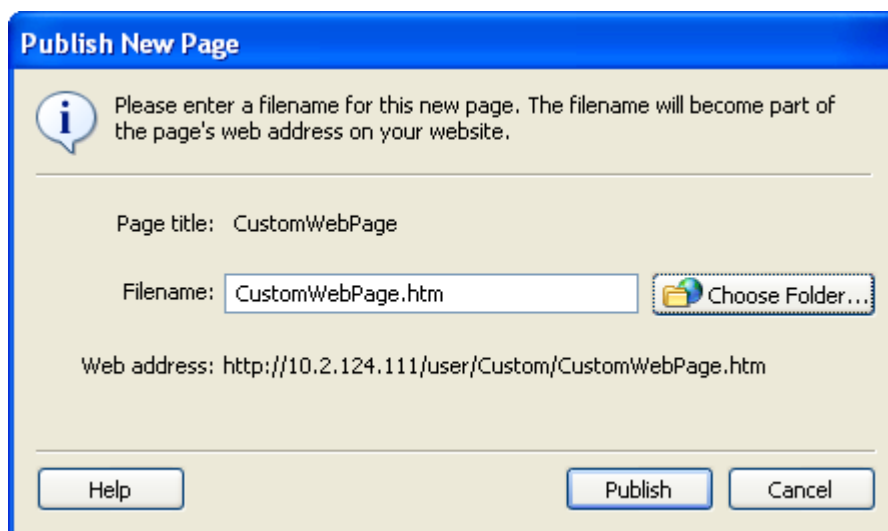 Publish New Page
Please enter a filename for this new page. The filename will become part of
the page's web address on your website.
Page title: CustomWebPage
Filename: CustomWebPage.htm Choose Folder...
Web address: http://10.2.124.111/user/Custom/CustomWebPage.htm
Help Publish Cancel